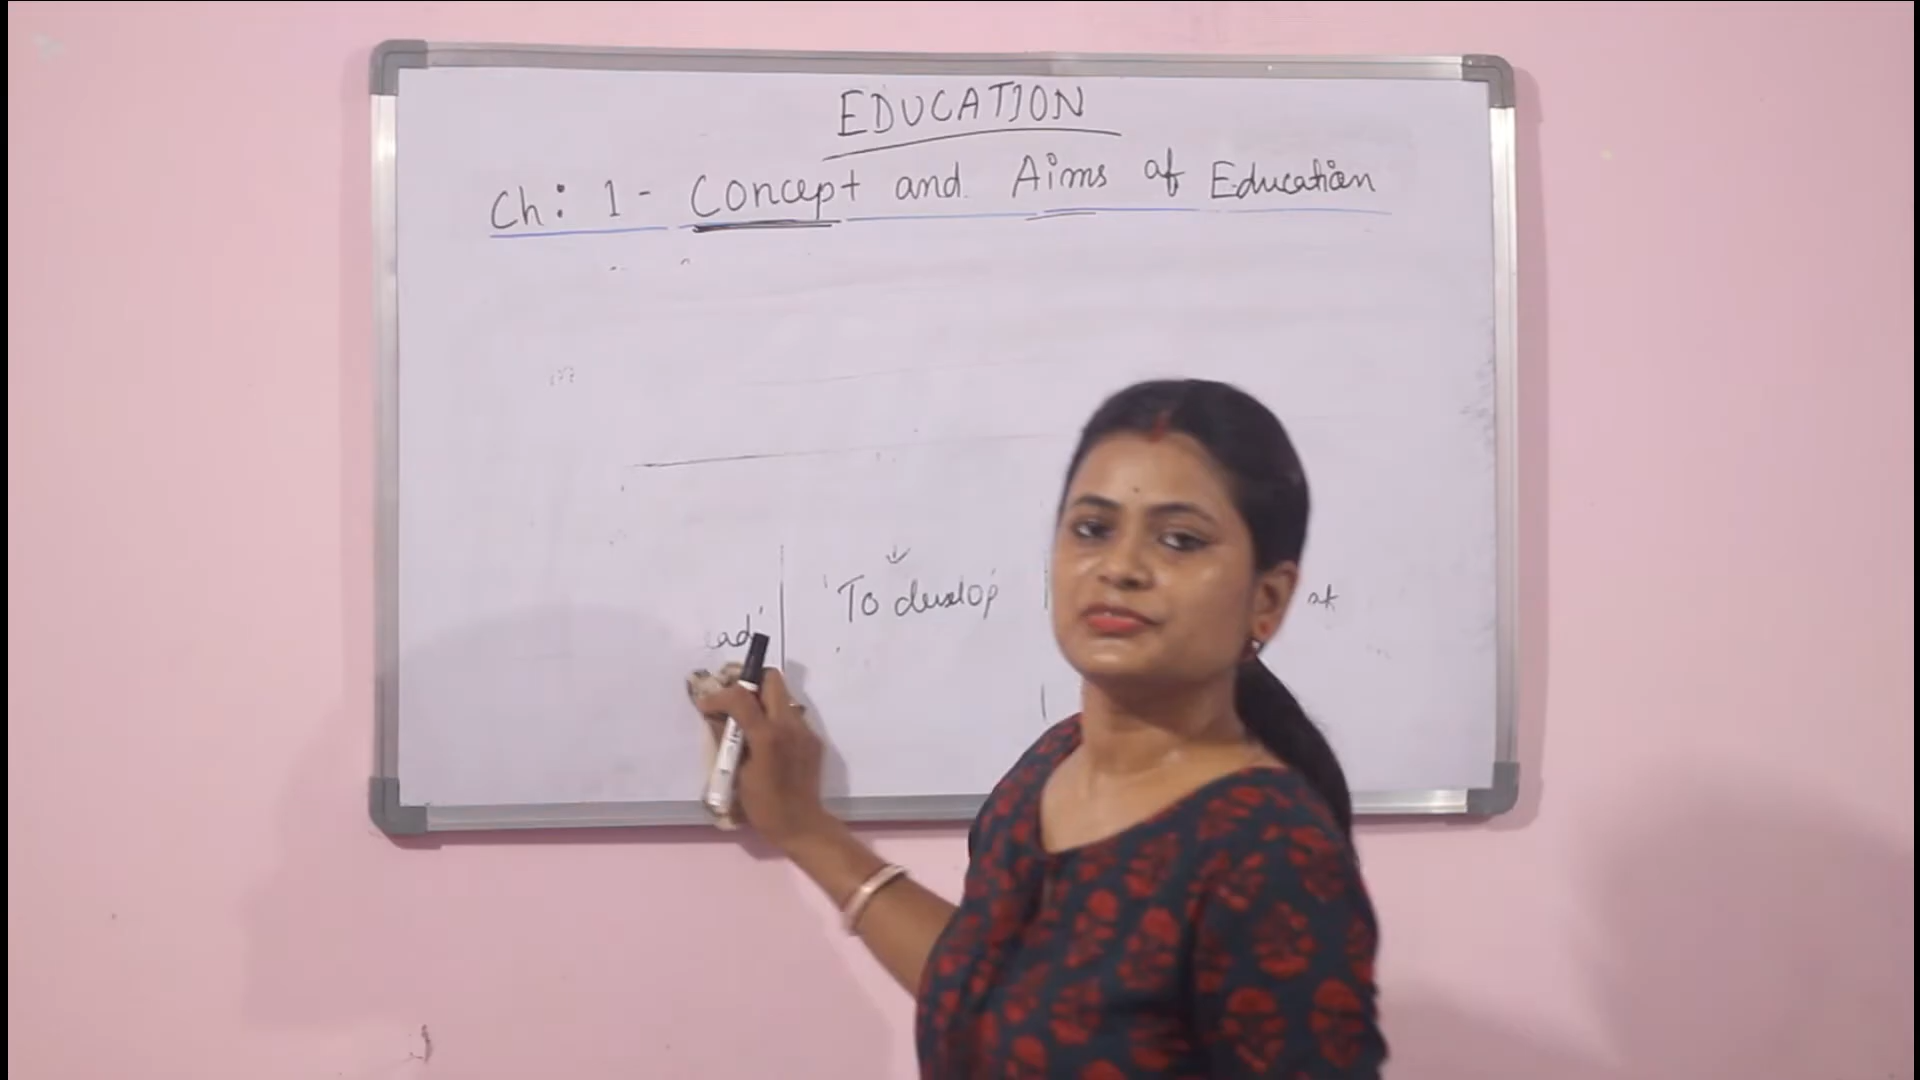 EDUCATION
Ch: 1 - Concept and Aims of Education
'To develop'